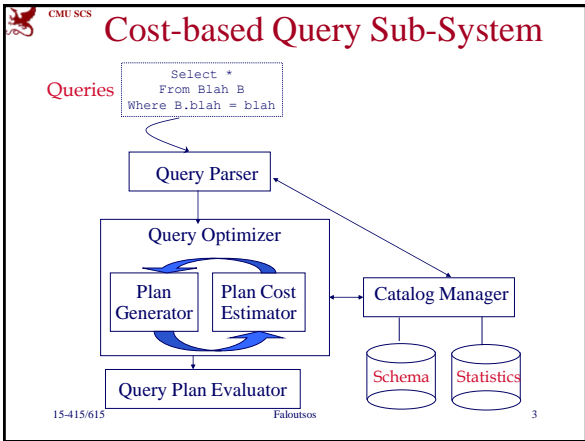 CMU SCS
Cost-based Query Sub-System
Queries
Select *
From Blah B
Where B.blah = blah
Query Parser
Query Optimizer
Plan
Generator
Plan Cost
Estimator
Catalog Manager
Schema
Statistics
Query Plan Evaluator
15-415/615
Faloutsos
3